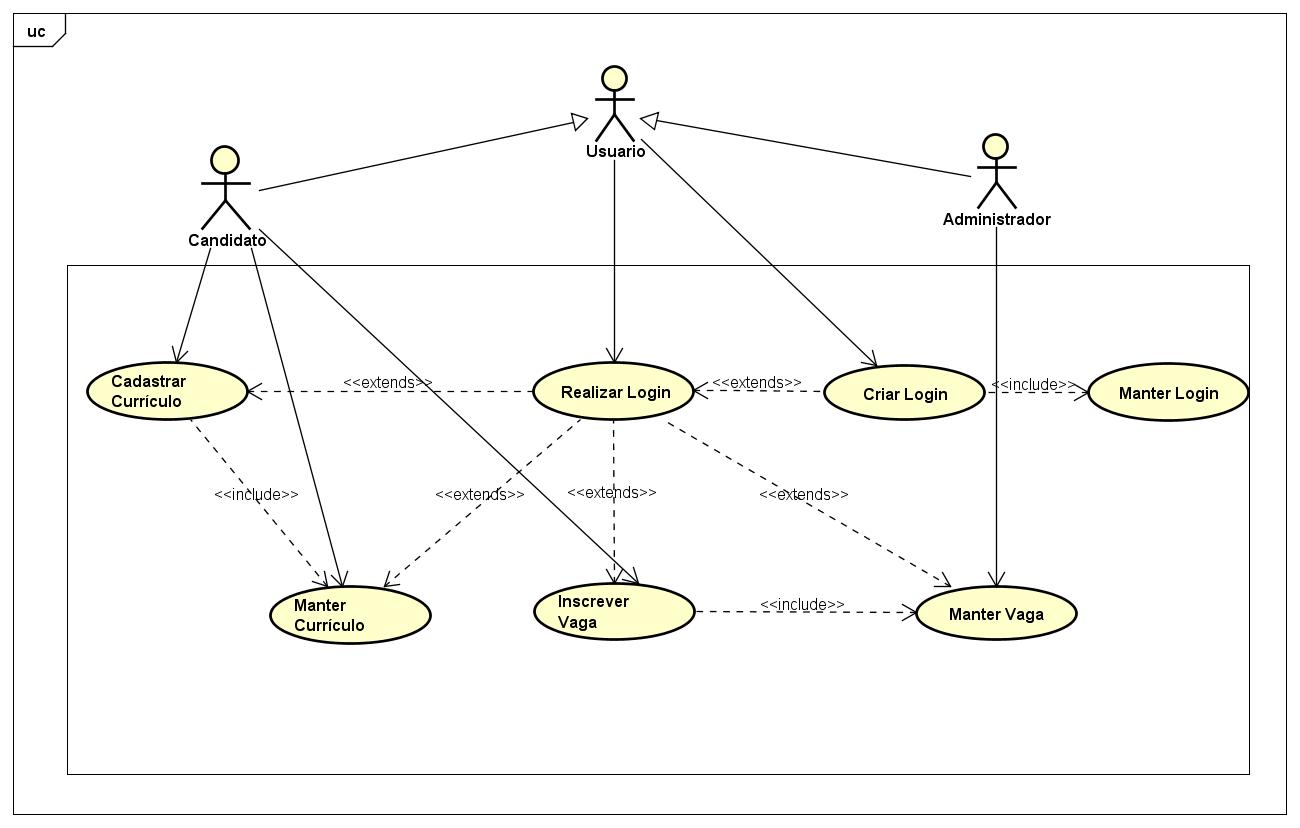 uc
Usuario
Candidato
Administrador
Cadastrar
Currículo
<<extends>>
Realizar Login
<<extends>>
Criar Login
<<include>>
Manter Login
<<include>>
<<extends>>
<<extends>>
<<extends>>
Manter
Currículo
Inscrever
Vaga
<<include>>
Manter Vaga